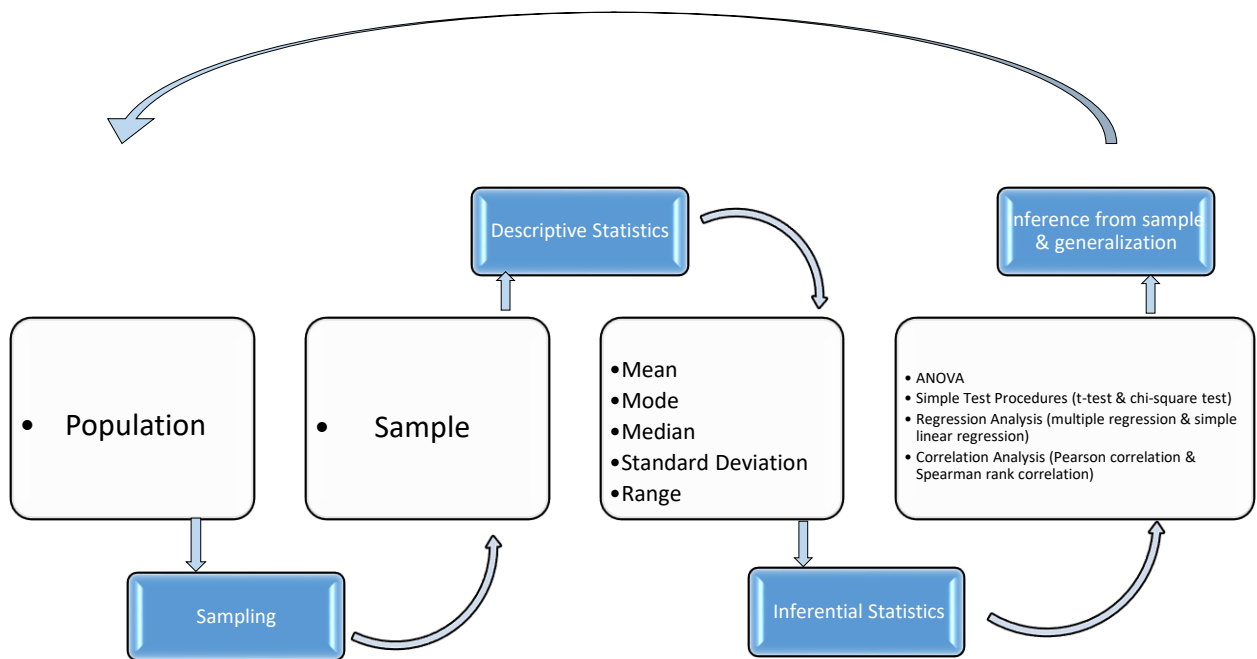 Descriptive Statistics
Inference from sample
& generalization
• Population
• Sample
•Mean
•Mode
•Median
•Standard Deviation
•Range
• ANOVA
• Simple Test Procedures (t-test & chi-square test)
• Regression Analysis (multiple regression & simple
linear regression)
• Correlation Analysis (Pearson correlation &
Spearman rank correlation)
Sampling
Inferential Statistics